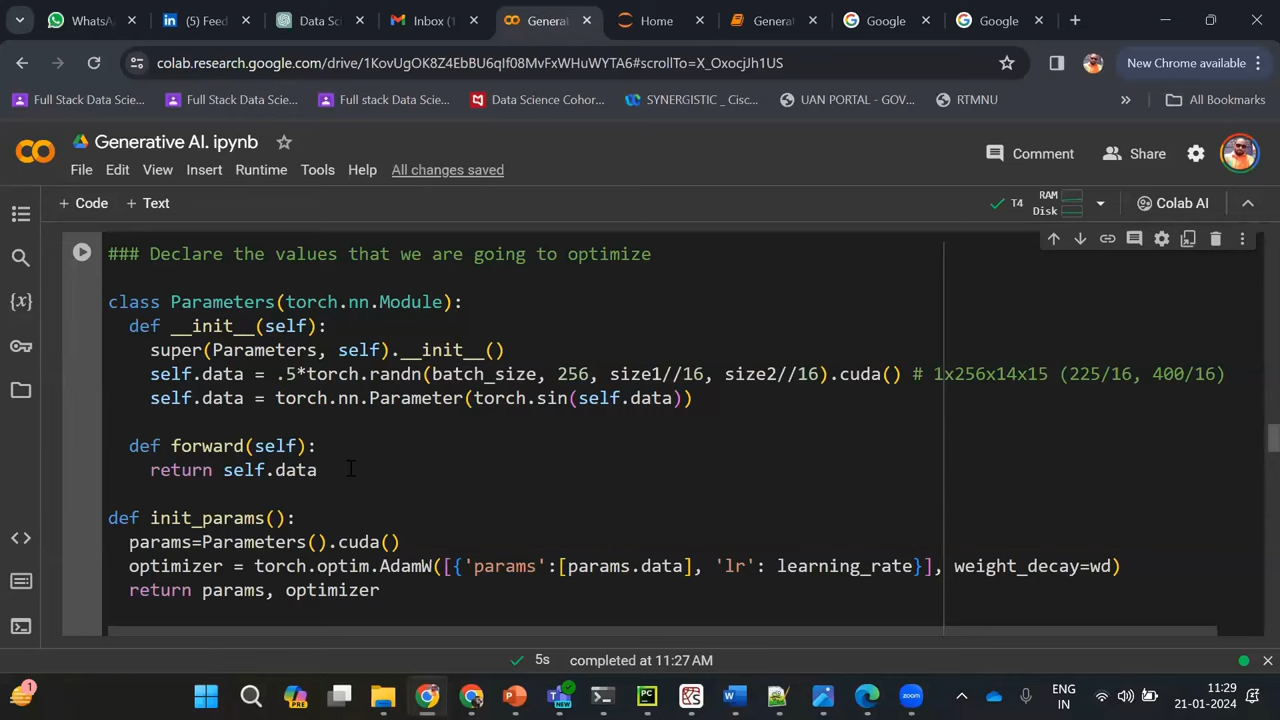 WhatsA
(5) Feed
Data Sci
Inbox (1
Generati
Home
Generat
Google
Google
colab.research.google.com/drive/1KovUgOK8Z4EbBU6qIf08MvFxWHuWYTA6#scrollTo=X_OxocjJh1US
New Chrome available
Full Stack Data Scie...
Full Stack Data Scie...
Full stack Data Scie...
Data Science Cohor...
SYNERGISTIC _ Cisc...
UAN PORTAL - GOV...
RTMNU
»
All Bookmarks
Generative AI. ipynb
Comment
Share
File Edit View Insert Runtime Tools Help All changes saved
+ Code + Text
T4
RAM
Disk
Colab AI
### Declare the values that we are going to optimize
class Parameters(torch.nn.Module):
def __init__(self):
super(Parameters, self).__init__()
self.data = .5*torch.randn(batch_size, 256, size1//16, size2//16).cuda() # 1x256x14x15 (225/16, 400/16)
self.data = torch.nn.Parameter(torch.sin(self.data))
def forward(self):
return self.data
def init_params():
params=Parameters().cuda()
optimizer = torch.optim.AdamW([{'params':[params.data], 'lr': learning_rate}], weight_decay=wd)
return params, optimizer
5s completed at 11:27 AM
1
PRE
PC
zoom
ENG
IN
11:29
21-01-2024